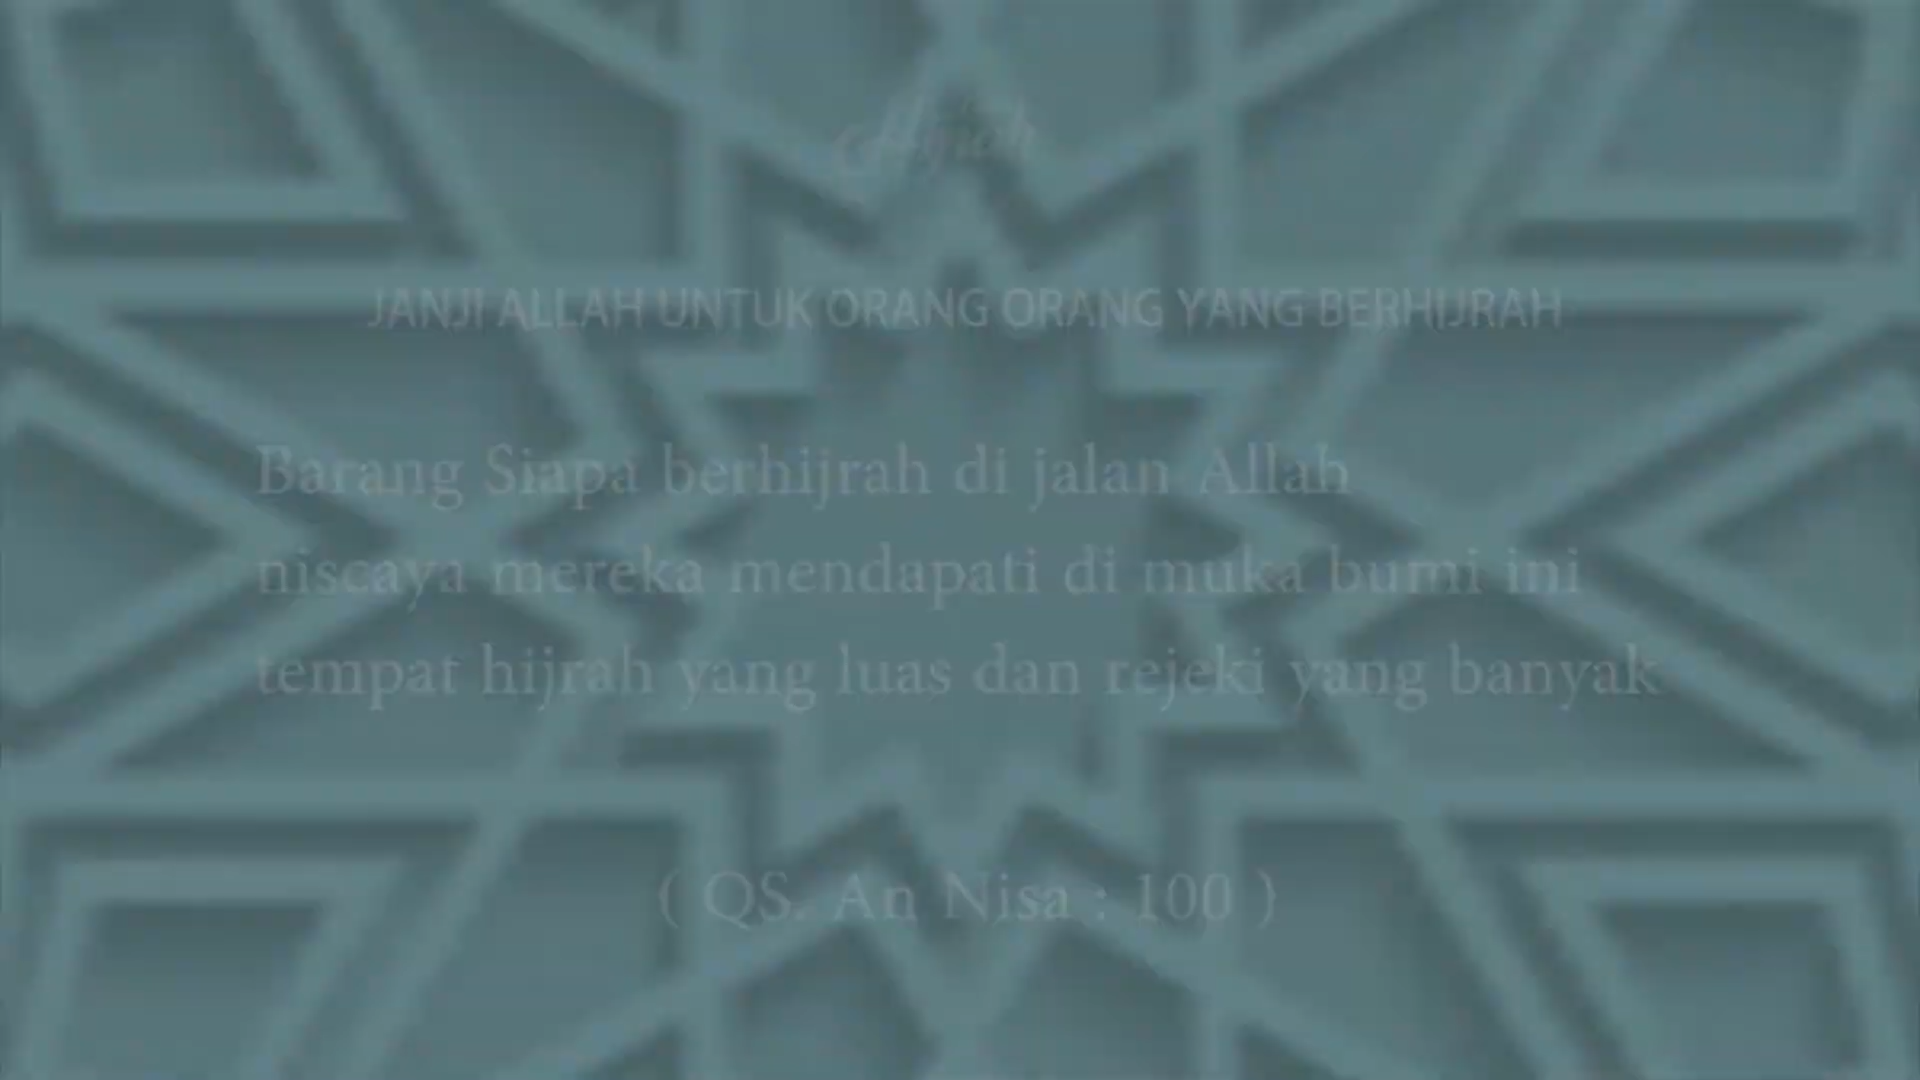 Hijrah
JANJI ALLAH UNTUK ORANG ORANG YANG BERHIJRAH
Barang Siapa berhijrah di jalan Allah
niscaya mereka mendapati di muka bumi ini
tempat hijrah yang luas dan rejeki yang banyak
( QS. An Nisa : 100 )